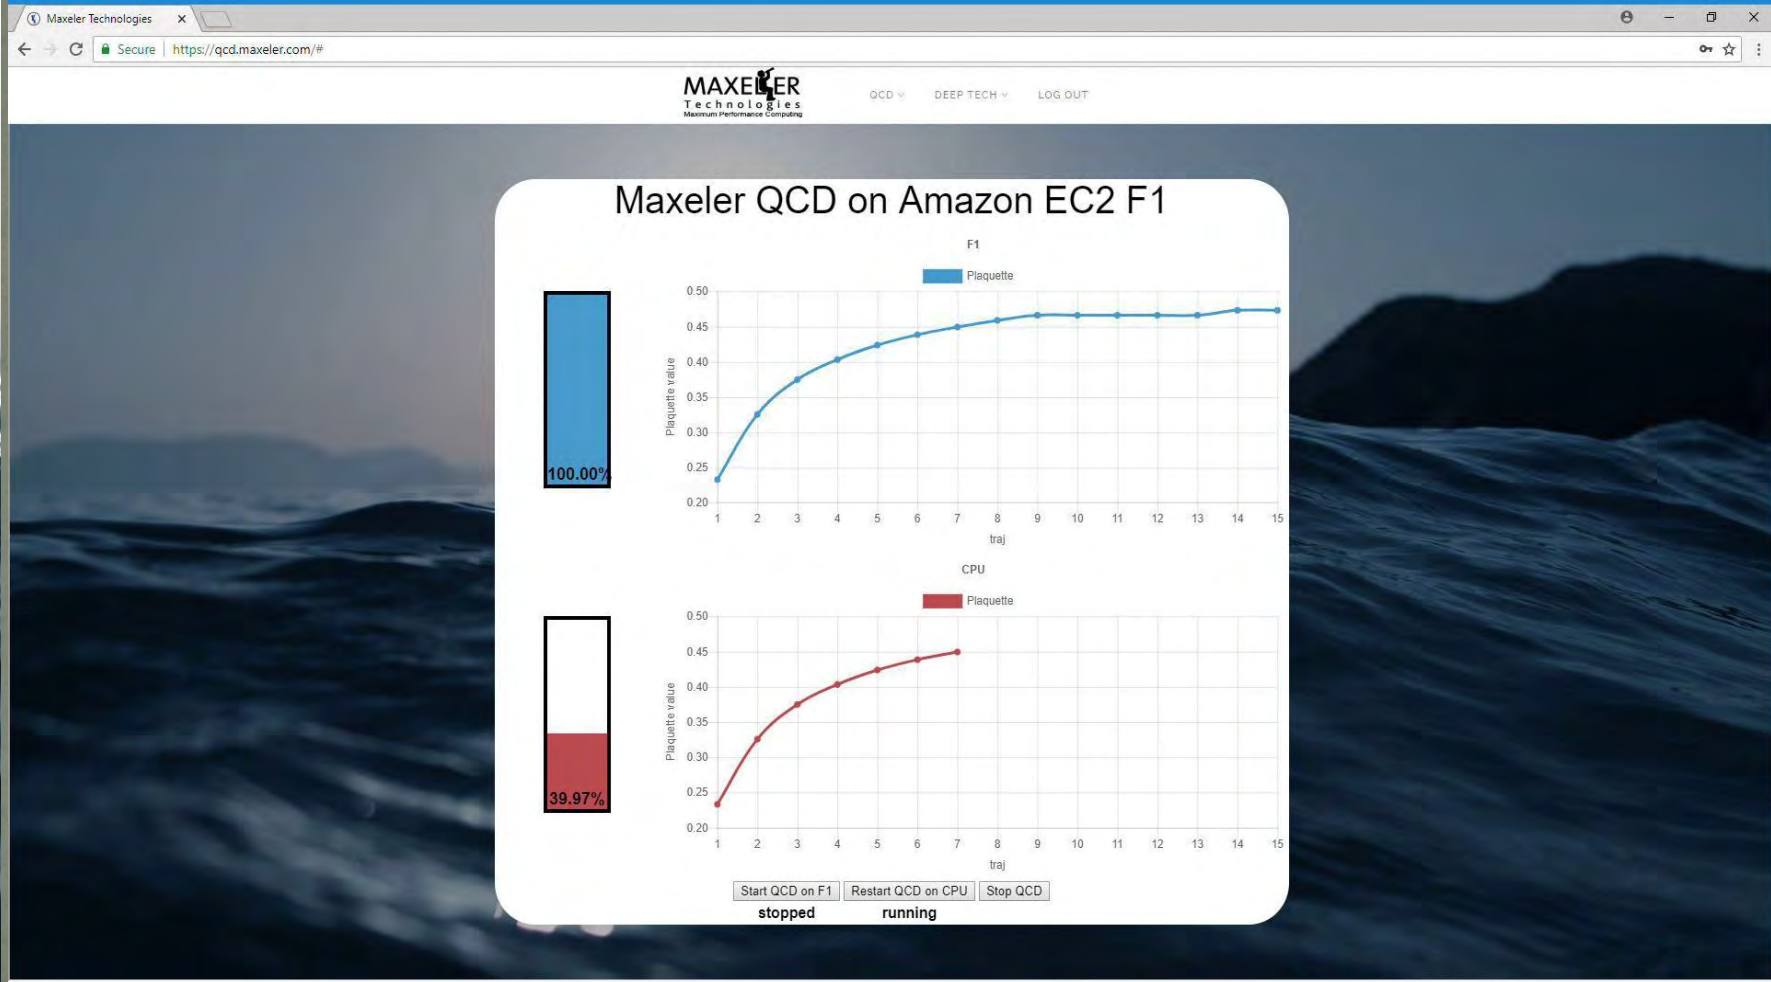 Maxeler Technologies
Secure
https://qcd.maxeler.com/#
MAXELER
Technologies
Maximum Performance Computing
QCD
DEEP TECH
LOG OUT
Maxeler QCD on Amazon EC2 F1
F1
Plaquette
0.50
0.45
0.40
0.35
0.30
0.25
0.20
Plaquette value
1 2 3 4 5 6 7 8 9 10 11 12 13 14 15
traj
100.00%
CPU
Plaquette
0.50
0.45
0.40
0.35
0.30
0.25
0.20
Plaquette value
1 2 3 4 5 6 7 8 9 10 11 12 13 14 15
traj
39.97%
Start QCD on F1 Restart QCD on CPU Stop QCD
stopped running